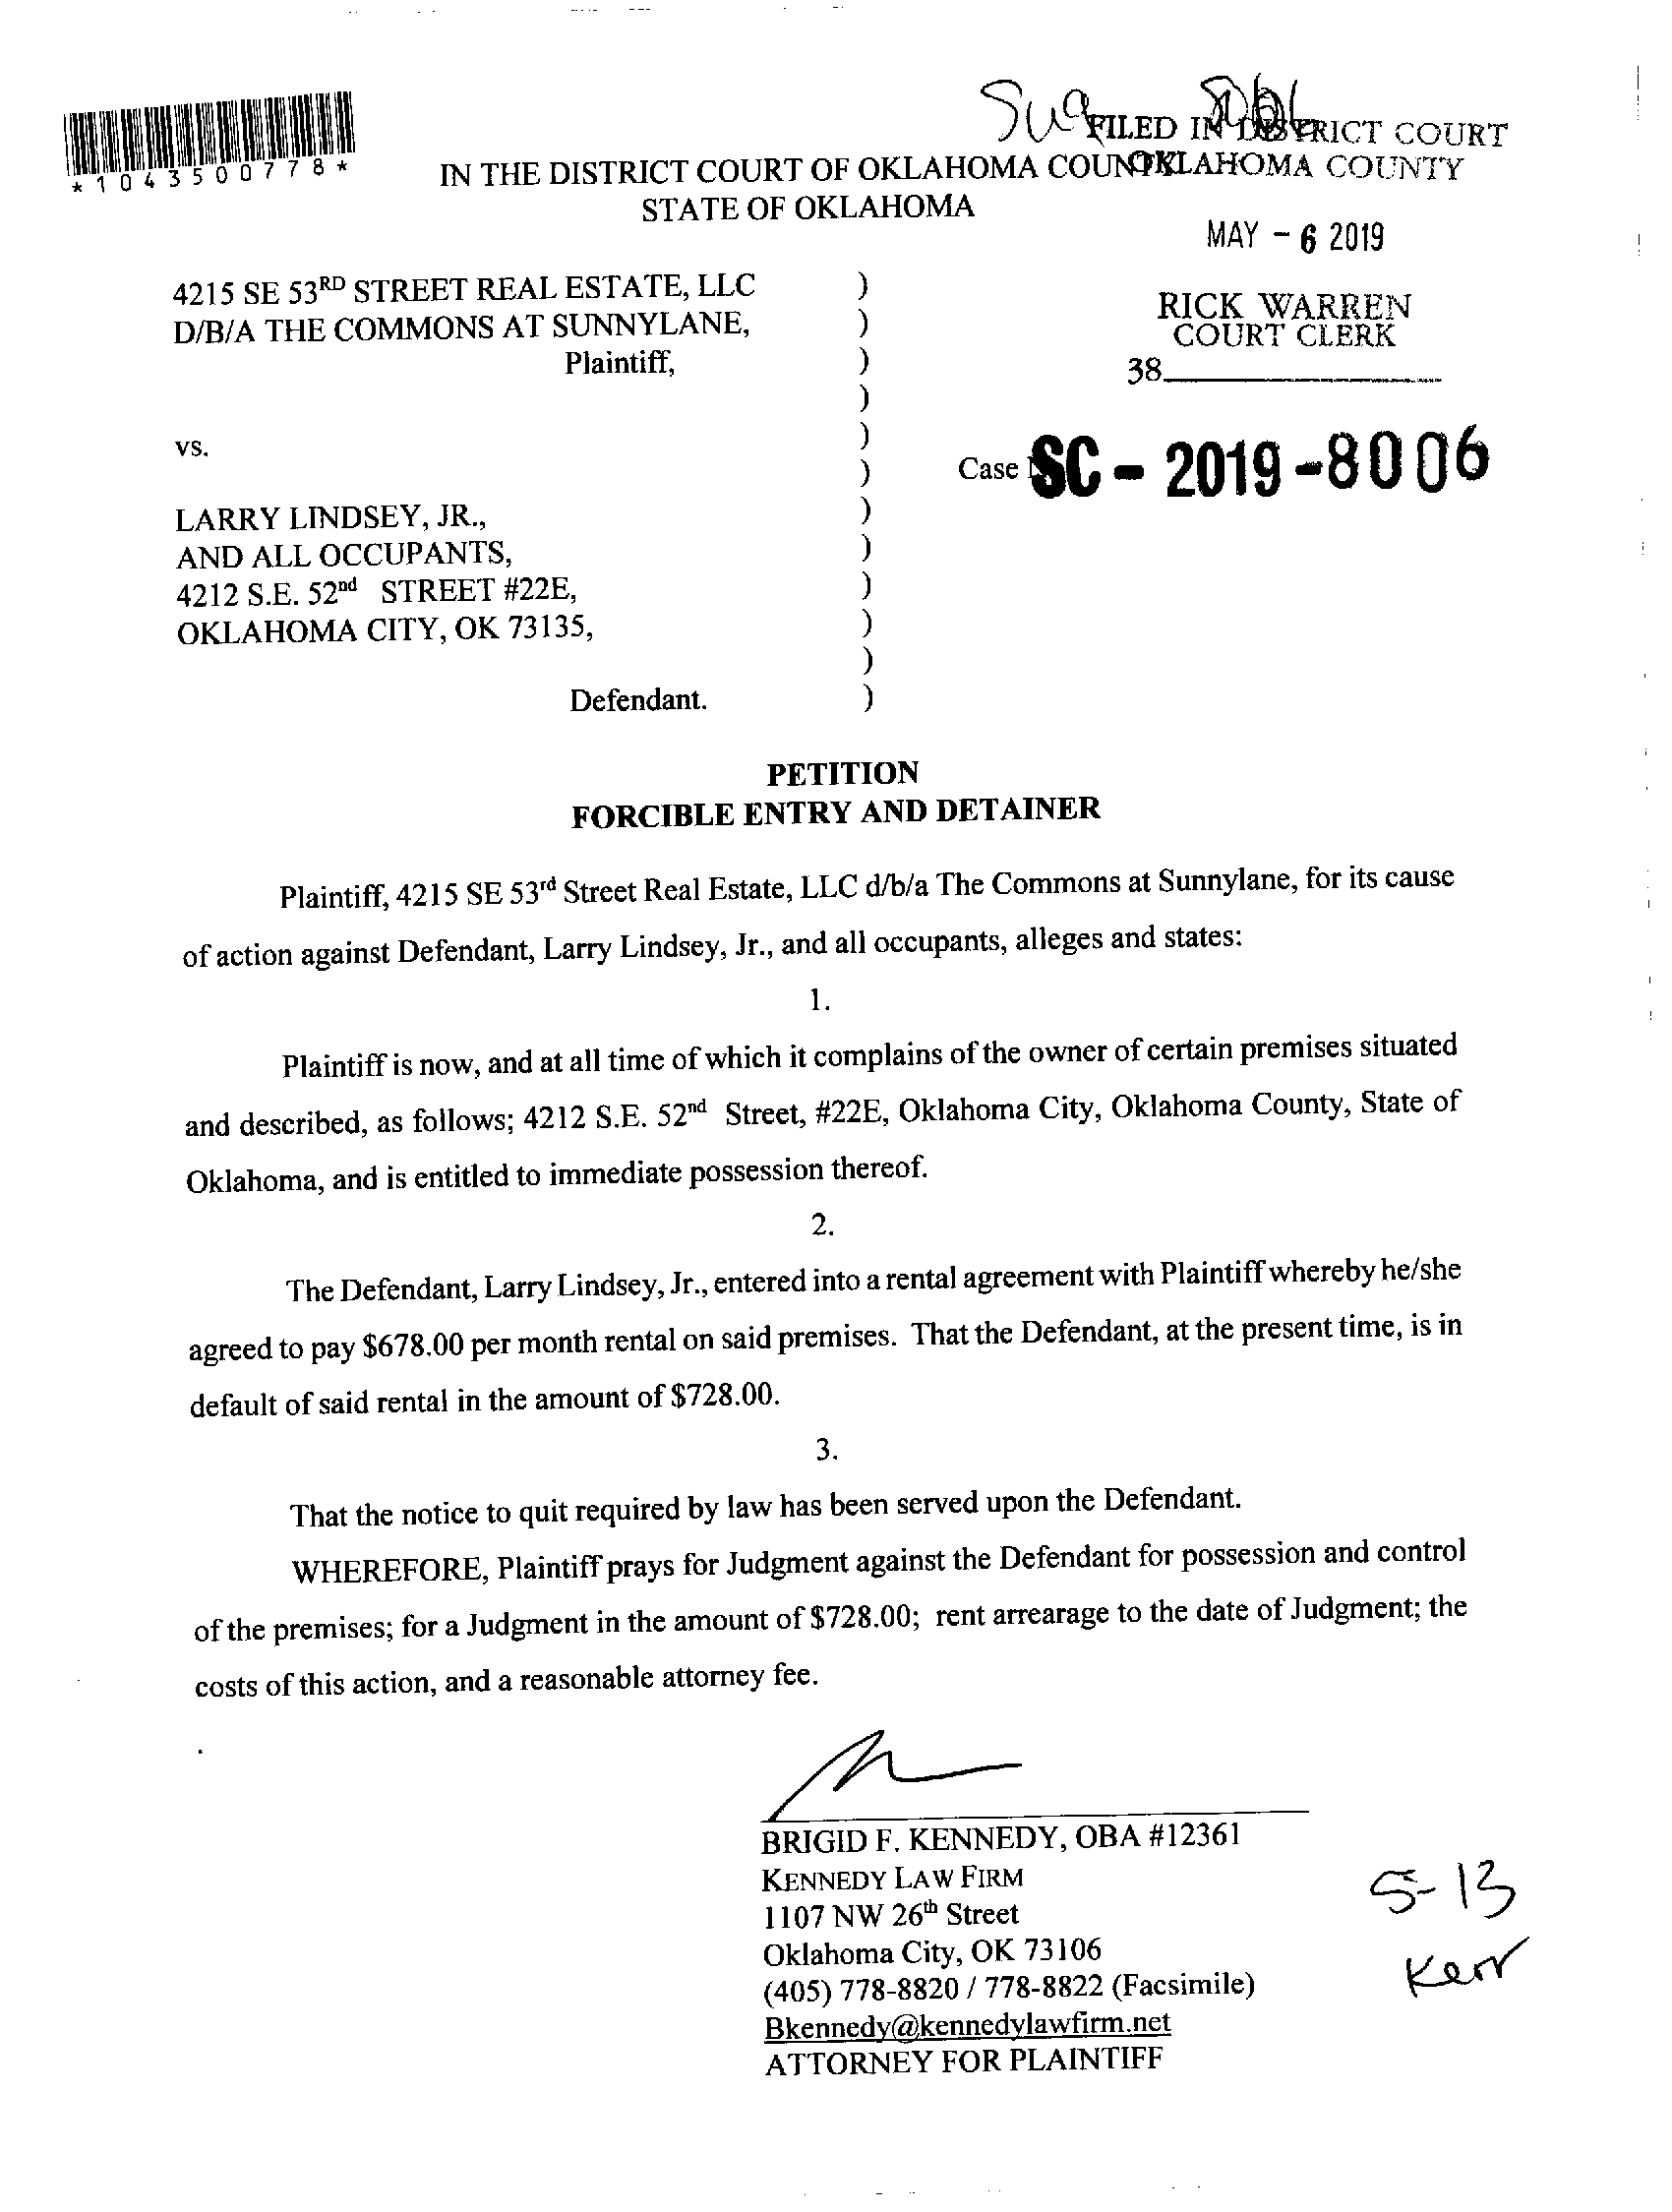 *1043500778*
FILED IN DISTRICT COURT
OKLAHOMA COUNTY
IN THE DISTRICT COURT OF OKLAHOMA COUNTY
STATE OF OKLAHOMA
MAY - 6 2019
RICK WARREN
COURT CLERK
38
4215 SE 53RD STREET REAL ESTATE, LLC )
D/B/A THE COMMONS AT SUNNYLANE, )
Plaintiff, )
)
vs. )
Case SC - 2019 - 8006
)
LARRY LINDSEY, JR., )
AND ALL OCCUPANTS, )
4212 S.E. 52nd STREET #22E, )
OKLAHOMA CITY, OK 73135, )
)
Defendant. )
PETITION
FORCIBLE ENTRY AND DETAINER
Plaintiff, 4215 SE 53rd Street Real Estate, LLC d/b/a The Commons at Sunnylane, for its cause
of action against Defendant, Larry Lindsey, Jr., and all occupants, alleges and states:
1.
Plaintiff is now, and at all time of which it complains of the owner of certain premises situated
and described, as follows; 4212 S.E. 52nd Street, #22E, Oklahoma City, Oklahoma County, State of
Oklahoma, and is entitled to immediate possession thereof.
2.
The Defendant, Larry Lindsey, Jr., entered into a rental agreement with Plaintiff whereby he/she
agreed to pay $678.00 per month rental on said premises. That the Defendant, at the present time, is in
default of said rental in the amount of $728.00.
3.
That the notice to quit required by law has been served upon the Defendant.
WHEREFORE, Plaintiff prays for Judgment against the Defendant for possession and control
of the premises; for a Judgment in the amount of $728.00; rent arrearage to the date of Judgment; the
costs of this action, and a reasonable attorney fee.
BRIGID F. KENNEDY, OBA #12361
KENNEDY LAW FIRM
1107 NW 26th Street
Oklahoma City, OK 73106
(405) 778-8820 / 778-8822 (Facsimile)
Bkennedy@kennedylawfirm.net
ATTORNEY FOR PLAINTIFF
5-13
Kerr